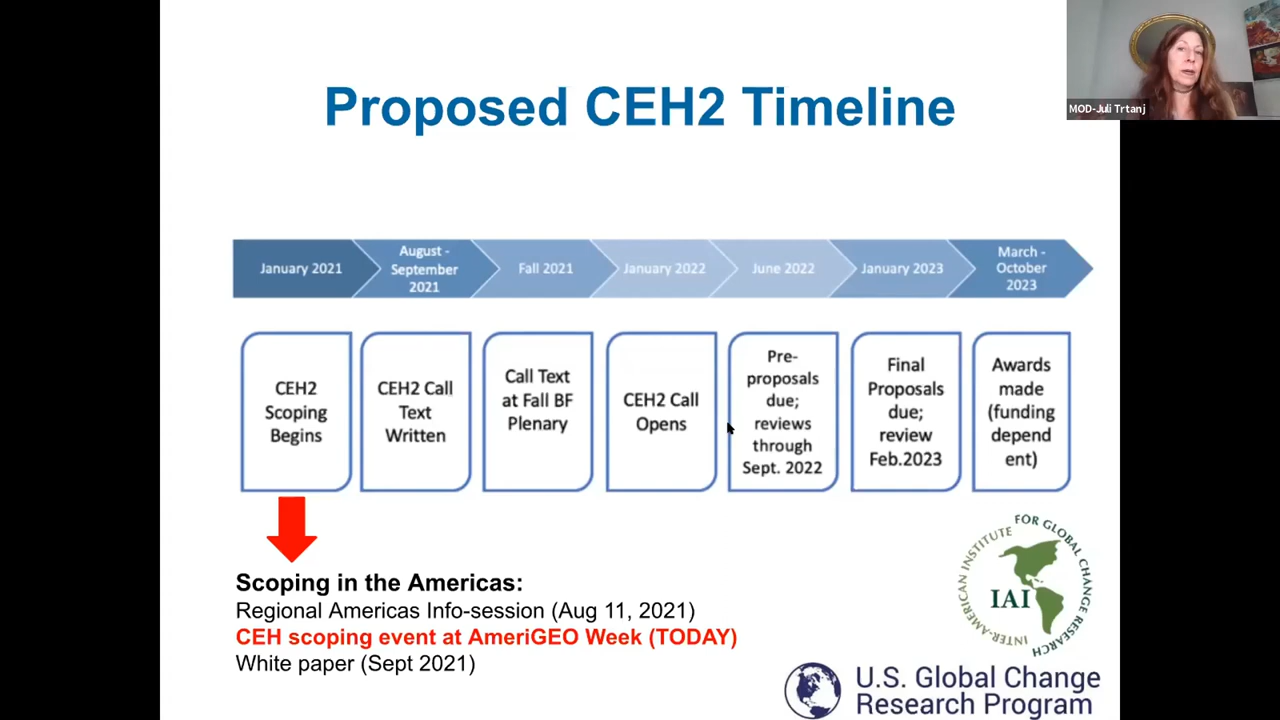 MOD-Juli Trtanj
Proposed CEH2 Timeline
January 2021
August -
September
2021
Fall 2021
January 2022
June 2022
January 2023
March -
October
2023
CEH2
Scoping
Begins
CEH2 Call
Text
Written
Call Text
at Fall BF
Plenary
CEH2 Call
Opens
Pre-
proposals
due;
reviews
through
Sept. 2022
Final
Proposals
due;
review
Feb.2023
Awards
made
(funding
depend
ent)
Scoping in the Americas:
Regional Americas Info-session (Aug 11, 2021)
CEH scoping event at AmeriGEO Week (TODAY)
White paper (Sept 2021)
INTER-AMERICAN INSTITUTE FOR GLOBAL CHANGE RESEARCH
IAI
U.S. Global Change
Research Program